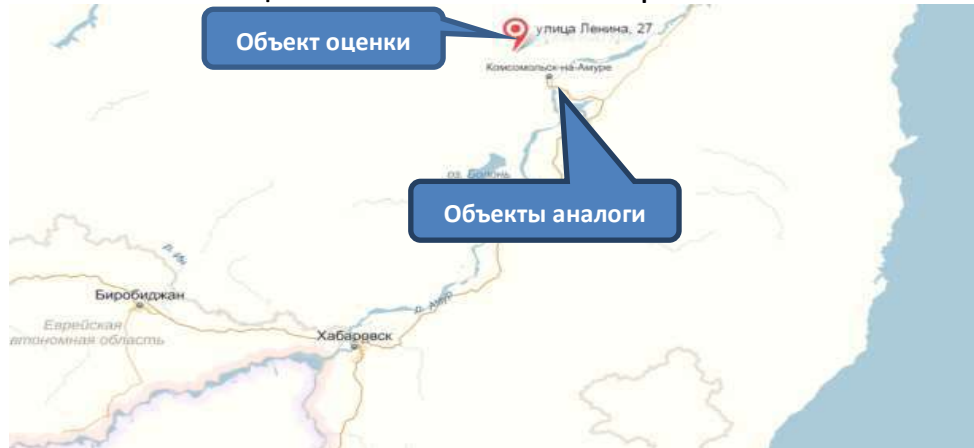 Объект оценки
улица Ленина, 27
Комсомольск-на-Амуре
оз. Болонь
Объекты аналоги
Биробиджан
р. Амур
Еврейская
автономная область
Хабаровск